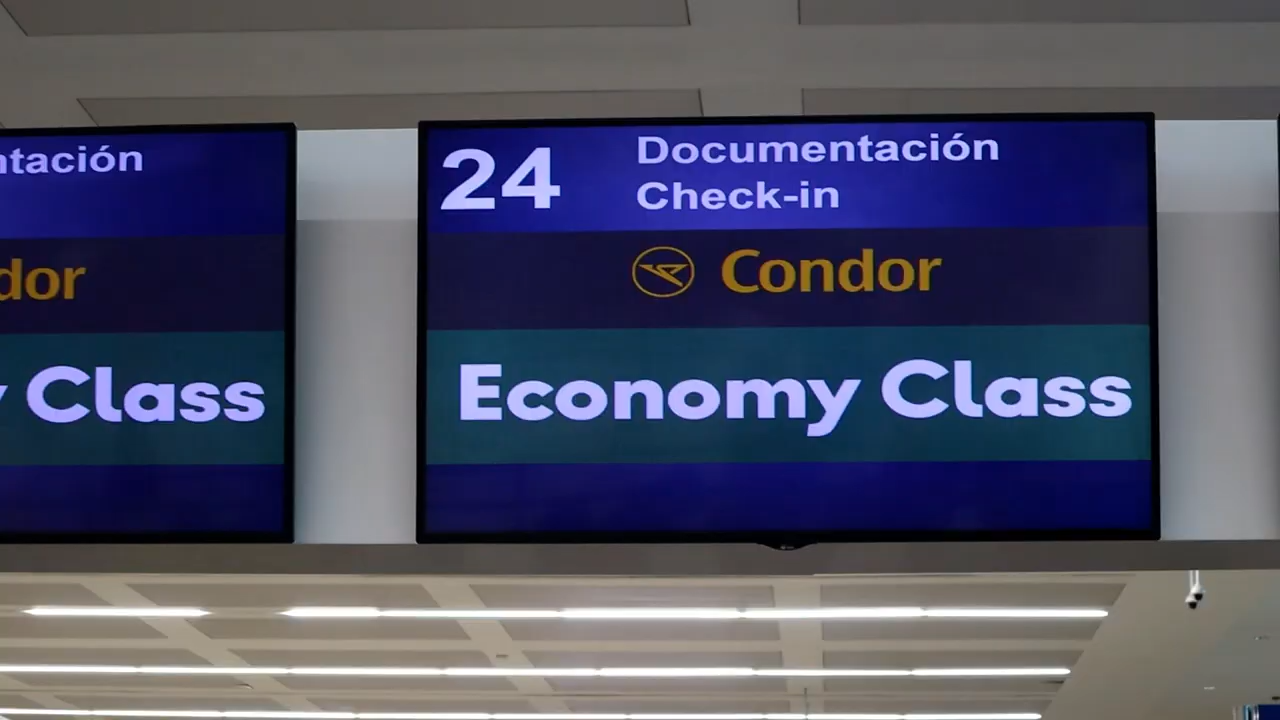 ntación
dor
Class
24
Documentación
Check-in
Condor
Economy Class